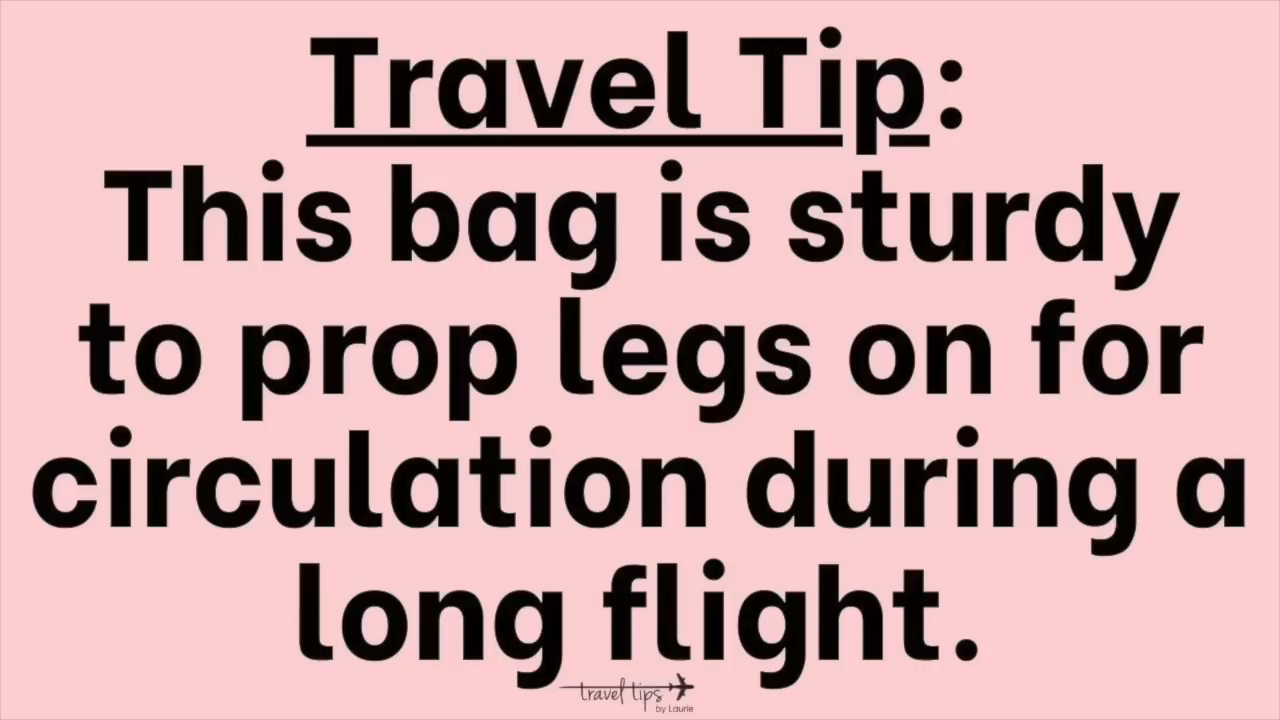 Travel Tip:
This bag is sturdy
to prop legs on for
circulation during a
long flight.
travel tips
by Laurie